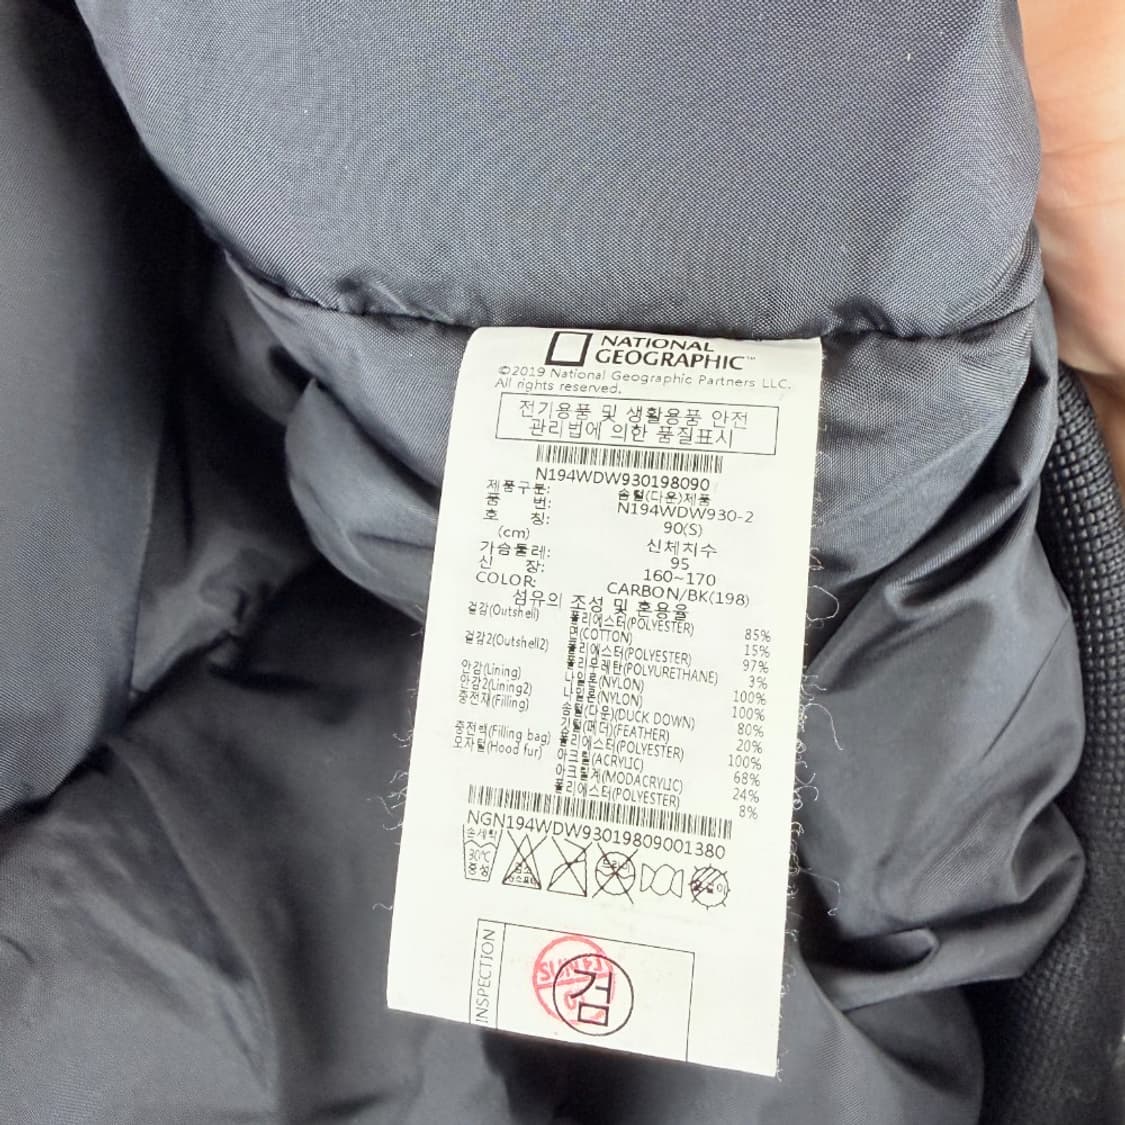 NATIONAL
GEOGRAPHIC™
©2019 National Geographic Partners LLC.
All rights reserved.
전기용품 및 생활용품 안전
관리법에 의한 품질표시
N194WDW930198090
제품구분: 솜털(다운)제품
품 번: N194WDW930-2
호 칭: 90(S)
(cm) 신체치수
가슴둘레: 95
신 장: 160~170
COLOR: CARBON/BK(198)
섬유의 조성 및 혼용율
겉감(Outshell) 폴리에스터(POLYESTER) 85%
면(COTTON) 15%
겉감2(Outshell2) 폴리에스터(POLYESTER) 97%
폴리우레탄(POLYURETHANE) 3%
안감(Lining) 나일론(NYLON) 100%
안감2(Lining2) 나일론(NYLON) 100%
충전재(Filling) 솜털(다운)(DUCK DOWN) 80%
깃털(페더)(FEATHER) 20%
충전백(Filling bag) 폴리에스터(POLYESTER) 100%
모자털(Hood fur) 아크릴(ACRYLIC) 68%
아크릴계(MODACRYLIC) 24%
폴리에스터(POLYESTER) 8%
NGN194WDW93019809001380
손세탁
30℃
중성
염소
드라이
INSPECTION
검